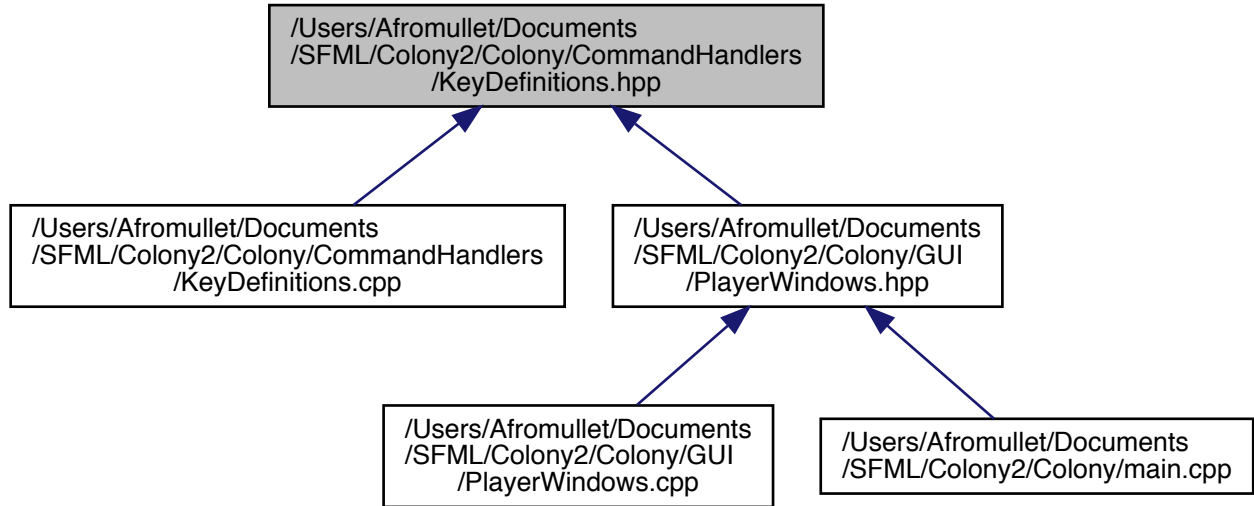 /Users/Afromullet/Documents
/SFML/Colony2/Colony/CommandHandlers
/KeyDefinitions.hpp
/Users/Afromullet/Documents
/SFML/Colony2/Colony/CommandHandlers
/KeyDefinitions.cpp
/Users/Afromullet/Documents
/SFML/Colony2/Colony/GUI
/PlayerWindows.hpp
/Users/Afromullet/Documents
/SFML/Colony2/Colony/GUI
/PlayerWindows.cpp
/Users/Afromullet/Documents
/SFML/Colony2/Colony/main.cpp